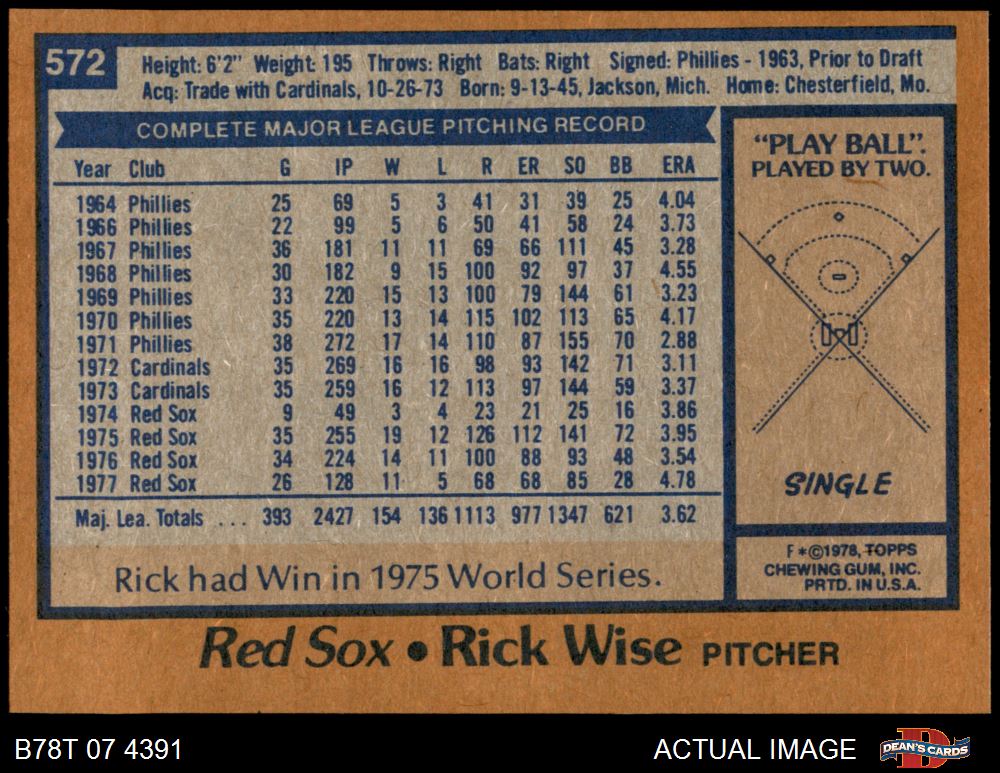 572
Height: 6'2" Weight: 195 Throws: Right Bats: Right Signed: Phillies - 1963, Prior to Draft
Acq: Trade with Cardinals, 10-26-73 Born: 9-13-45, Jackson, Mich. Home: Chesterfield, Mo.
COMPLETE MAJOR LEAGUE PITCHING RECORD
Year Club G IP W L R ER SO BB ERA
1964 Phillies 25 69 5 3 41 31 39 25 4.04
1966 Phillies 22 99 5 6 50 41 58 24 3.73
1967 Phillies 36 181 11 11 69 66 111 45 3.28
1968 Phillies 30 182 9 15 100 92 97 37 4.55
1969 Phillies 33 220 15 13 100 79 144 61 3.23
1970 Phillies 35 220 13 14 115 102 113 65 4.17
1971 Phillies 38 272 17 14 110 87 155 70 2.88
1972 Cardinals 35 269 16 16 98 93 142 71 3.11
1973 Cardinals 35 259 16 12 113 97 144 59 3.37
1974 Red Sox 9 49 3 4 23 21 25 16 3.86
1975 Red Sox 35 255 19 12 126 112 141 72 3.95
1976 Red Sox 34 224 14 11 100 88 93 48 3.54
1977 Red Sox 26 128 11 5 68 68 85 28 4.78
Maj. Lea. Totals ... 393 2427 154 136 1113 977 1347 621 3.62
Rick had Win in 1975 World Series.
"PLAY BALL".
PLAYED BY TWO.
SINGLE
F*©1978, TOPPS
CHEWING GUM, INC.
PRTD. IN U.S.A.
Red Sox • Rick Wise PITCHER
B78T 07 4391
ACTUAL IMAGE
DEAN'S CARDS